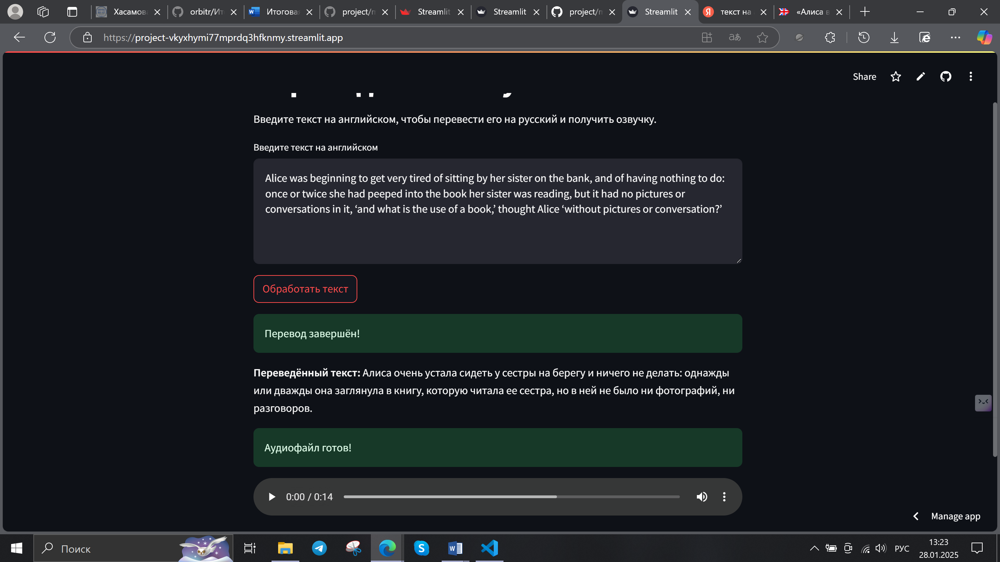 Хасамова
orbitr/Ит
Итоговая
project/m
Streamlit
Streamlit
project/m
Streamlit
текст на
«Алиса в
https://project-vkyxhymi77mprdq3hfknmy.streamlit.app
Share
Введите текст на английском, чтобы перевести его на русский и получить озвучку.
Введите текст на английском
Alice was beginning to get very tired of sitting by her sister on the bank, and of having nothing to do:
once or twice she had peeped into the book her sister was reading, but it had no pictures or
conversations in it, ‘and what is the use of a book,’ thought Alice ‘without pictures or conversation?’
Обработать текст
Перевод завершён!
Переведённый текст: Алиса очень устала сидеть у сестры на берегу и ничего не делать: однажды
или дважды она заглянула в книгу, которую читала ее сестра, но в ней не было ни фотографий, ни
разговоров.
Аудиофайл готов!
0:00 / 0:14
Manage app
Поиск
РУС
13:23
28.01.2025